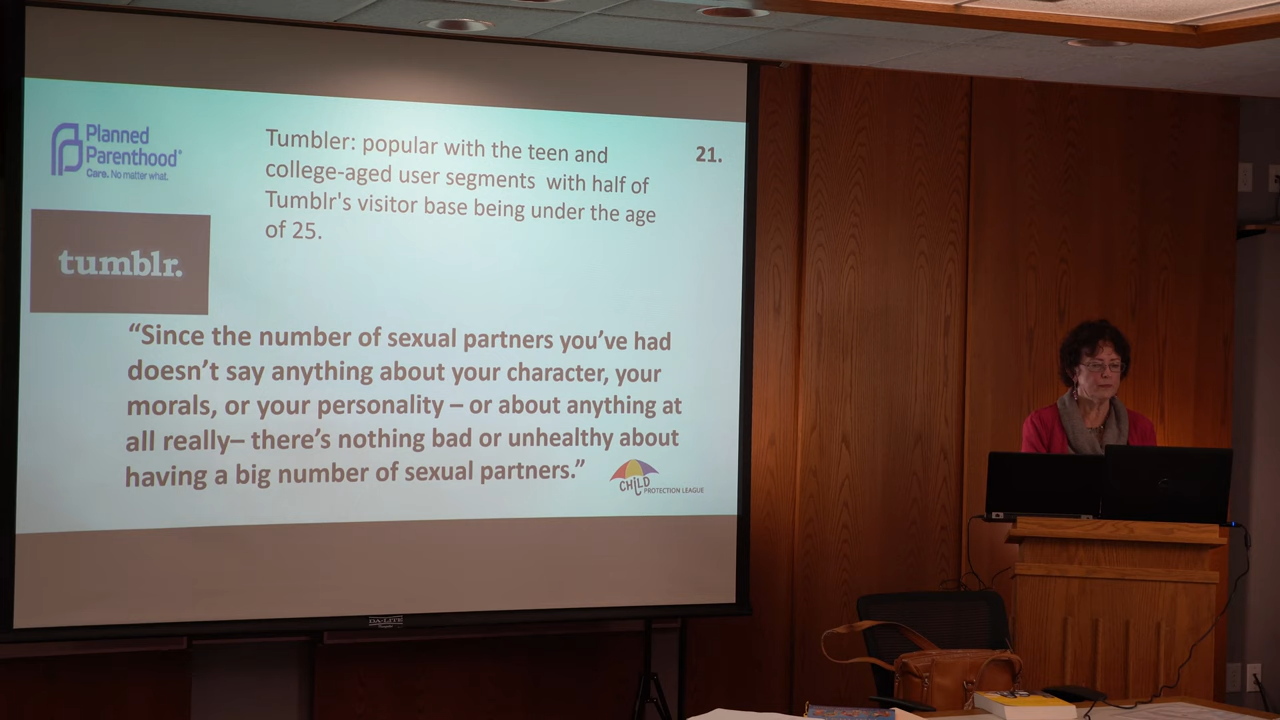 Planned
Parenthood
Care. No matter what.
Tumbler: popular with the teen and
college-aged user segments with half of
Tumblr's visitor base being under the age
of 25.
21.
tumblr.
“Since the number of sexual partners you’ve had
doesn’t say anything about your character, your
morals, or your personality – or about anything at
all really– there’s nothing bad or unhealthy about
having a big number of sexual partners.”
CHILD
PROTECTION LEAGUE
DA-LITE